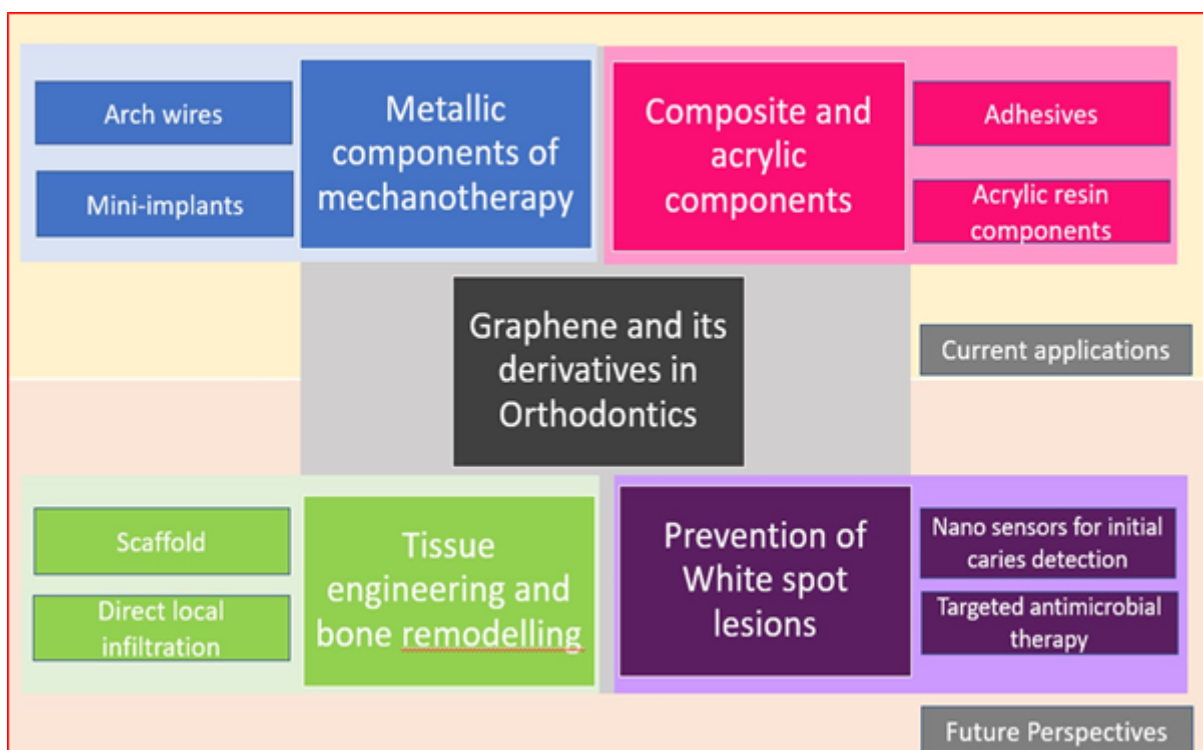 Arch wires
Mini-implants
Metallic
components of
mechanotherapy
Composite and
acrylic
components
Adhesives
Acrylic resin
components
Graphene and its
derivatives in
Orthodontics
Current applications
Scaffold
Direct local
infiltration
Tissue
engineering and
bone remodelling
Prevention of
White spot
lesions
Nano sensors for initial
caries detection
Targeted antimicrobial
therapy
Future Perspectives